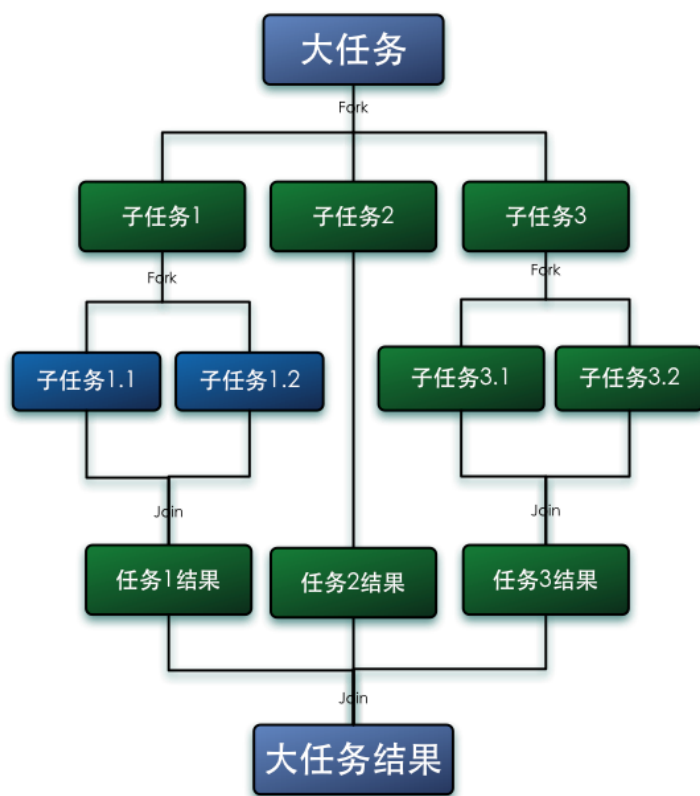 大任务
Fork
子任务1
子任务2
子任务3
Fork
Fork
子任务1.1
子任务1.2
子任务3.1
子任务3.2
Join
Join
任务1结果
任务2结果
任务3结果
Join
大任务结果